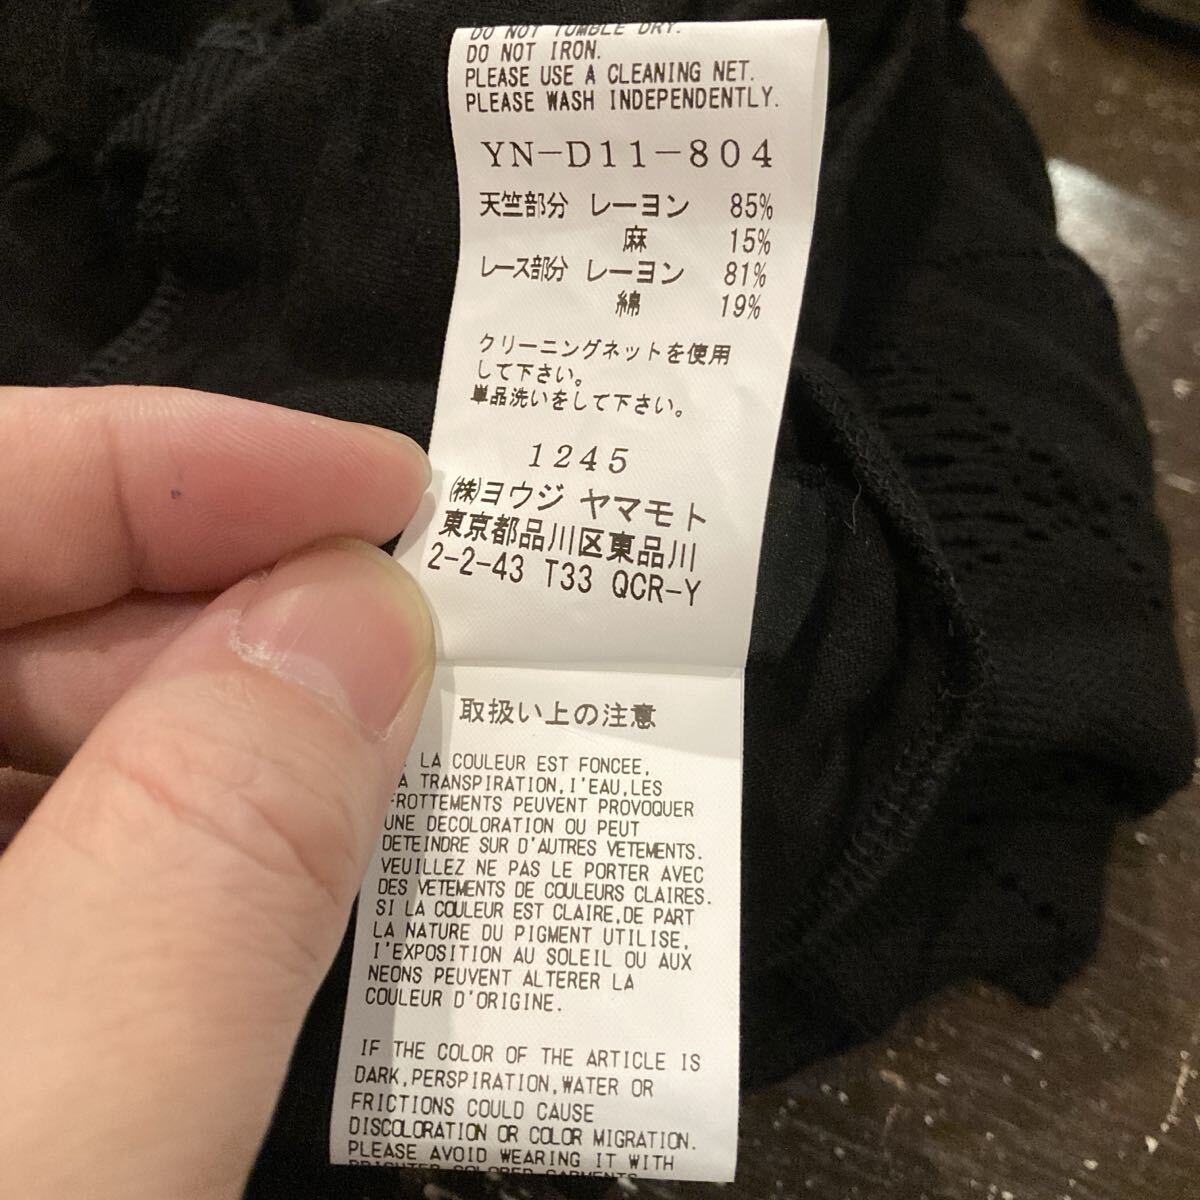 DO NOT TUMBLE DRY.
DO NOT IRON.
PLEASE USE A CLEANING NET.
PLEASE WASH INDEPENDENTLY.
YN-D11-804
天竺部分 レーヨン 85%
麻 15%
レース部分 レーヨン 81%
綿 19%
クリーニングネットを使用
して下さい。
単品洗いをして下さい。
1245
㈱ヨウジ ヤマモト
東京都品川区東品川
2-2-43 T33 QCR-Y
取扱い上の注意
LA COULEUR EST FONCEE,
TRANSPIRATION,I'EAU,LES
FROTTEMENTS PEUVENT PROVOQUER
UNE DECOLORATION OU PEUT
DETEINDRE SUR D'AUTRES VETEMENTS.
VEUILLEZ NE PAS LE PORTER AVEC
DES VETEMENTS DE COULEURS CLAIRES.
SI LA COULEUR EST CLAIRE,DE PART
LA NATURE DU PIGMENT UTILISE,
I'EXPOSITION AU SOLEIL OU AUX
NEONS PEUVENT ALTERER LA
COULEUR D'ORIGINE.
IF THE COLOR OF THE ARTICLE IS
DARK,PERSPIRATION,WATER OR
FRICTIONS COULD CAUSE
DISCOLORATION OR COLOR MIGRATION.
PLEASE AVOID WEARING IT WITH
BRIGHTER COLORED GARMENTS.